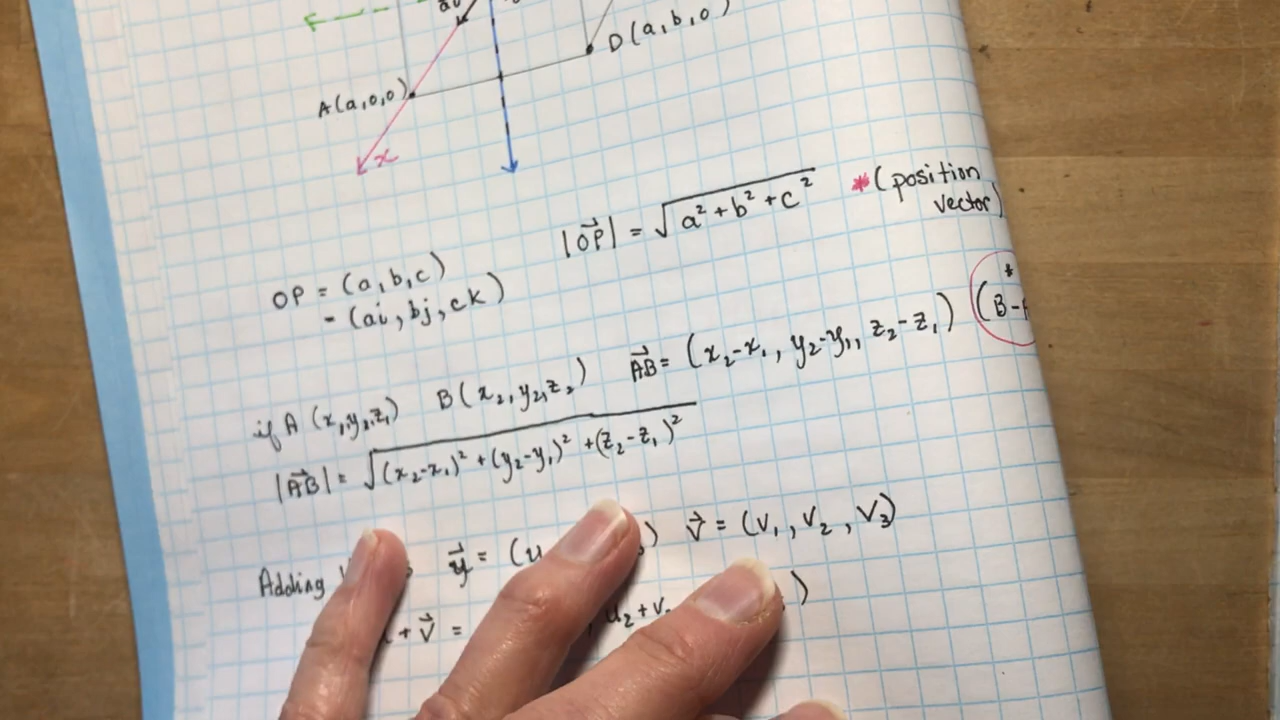 D(a,b,0)
A(a,0,0)
x
|OP⃗| = √(a² + b² + c²) *(position
vector)
OP = (a,b,c)
= (ai, bj, ck)
if A (x₁,y₁,z₁) B(x₂,y₂,z₂) AB⃗ = (x₂-x₁, y₂-y₁, z₂-z₁) (B-
*
|AB⃗| = √((x₂-x₁)² + (y₂-y₁)² + (z₂-z₁)²)
Adding = (u ) v⃗ = (v₁, v₂, v₃)
+ v⃗ = , u₂+v )